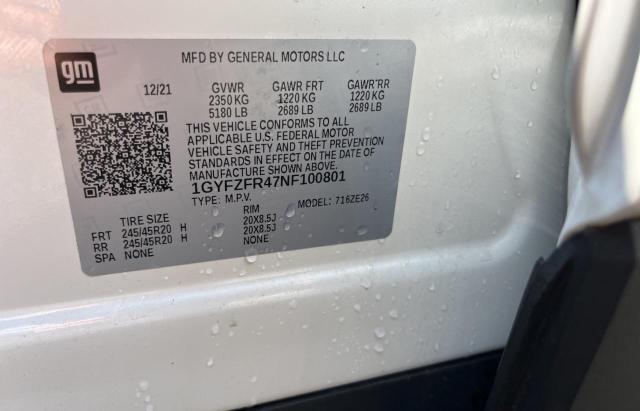 gm
MFD BY GENERAL MOTORS LLC
12/21 GVWR GAWR FRT GAWR RR
2350 KG 1220 KG 1220 KG
5180 LB 2689 LB 2689 LB
THIS VEHICLE CONFORMS TO ALL
APPLICABLE U.S. FEDERAL MOTOR
VEHICLE SAFETY AND THEFT PREVENTION
STANDARDS IN EFFECT ON THE DATE OF
MANUFACTURE SHOWN ABOVE.
1GYFZFR47NF100801
TYPE: M.P.V. MODEL: 716ZE26
TIRE SIZE RIM
FRT 245/45R20 H 20X8.5J
RR 245/45R20 H 20X8.5J
SPA NONE NONE